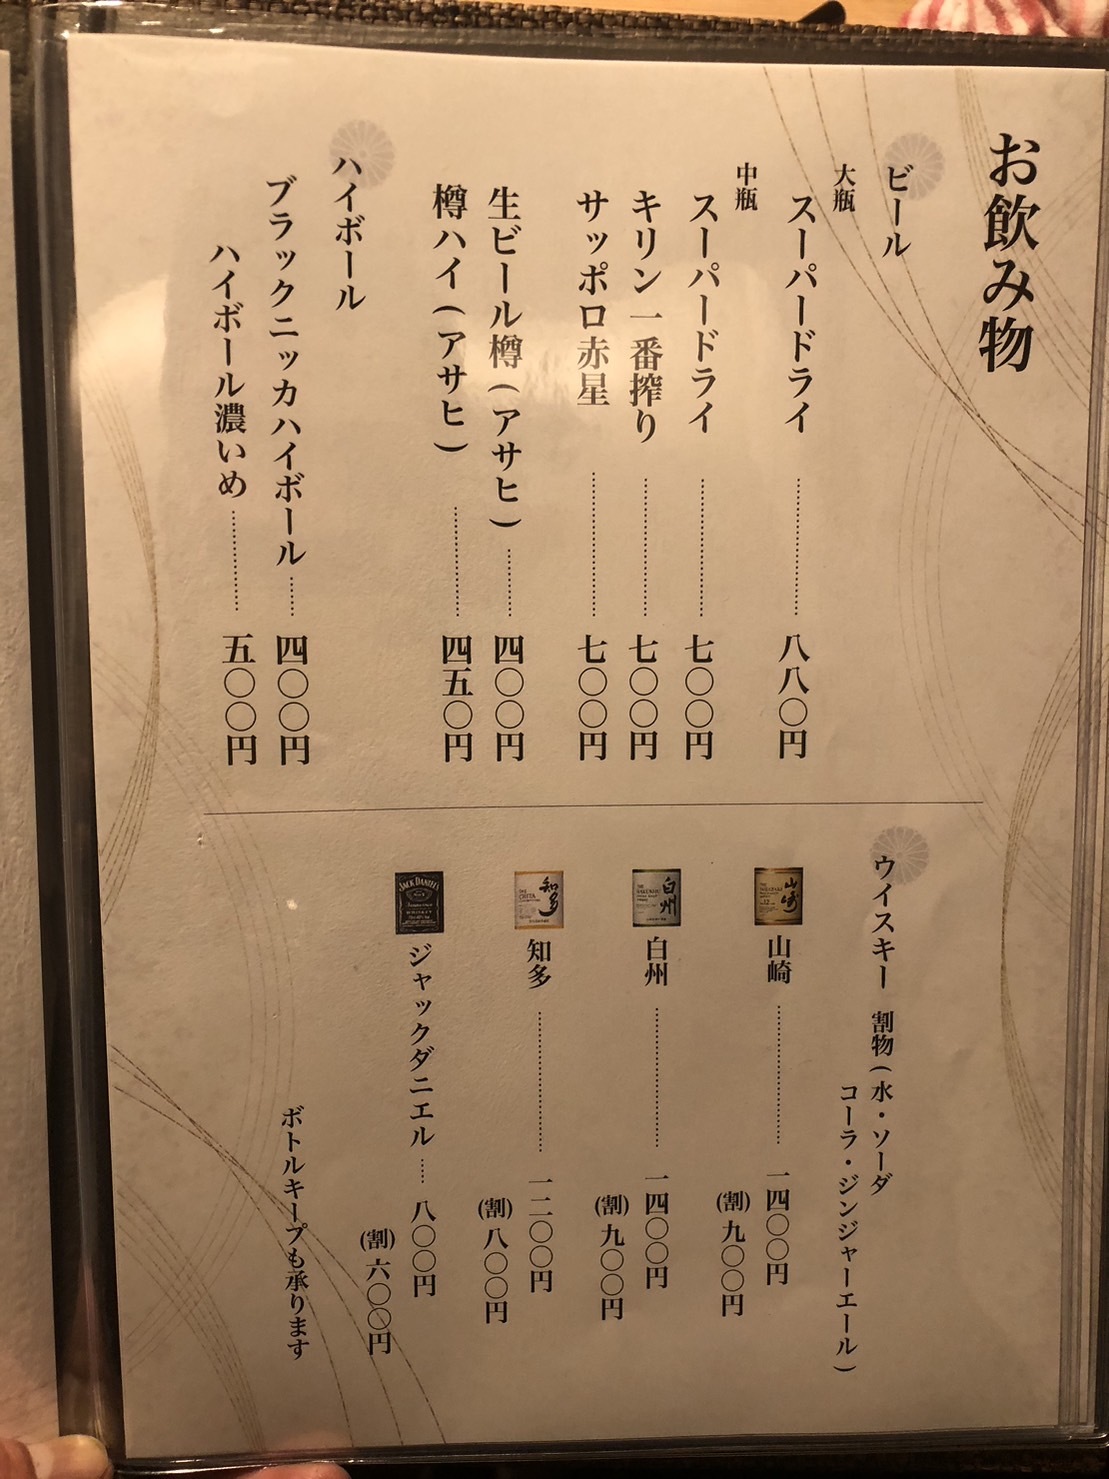 お飲み物
ビール
大瓶
スーパードライ 八八〇円
中瓶
スーパードライ 七〇〇円
キリン一番搾り 七〇〇円
サッポロ赤星 七〇〇円
生ビール樽(アサヒ) 四〇〇円
樽ハイ(アサヒ) 四五〇円
ハイボール
ブラックニッカハイボール 四〇〇円
ハイボール濃いめ 五〇〇円
ウイスキー 割物(水・ソーダ
コーラ・ジンジャーエール)
山崎
山崎 一四〇〇円
(割)九〇〇円
白州
白州 一四〇〇円
(割)九〇〇円
知多
知多 一二〇〇円
(割)八〇〇円
JACK DANIEL'S
WHISKEY
ジャックダニエル 八〇〇円
(割)六〇〇円
ボトルキープも承ります